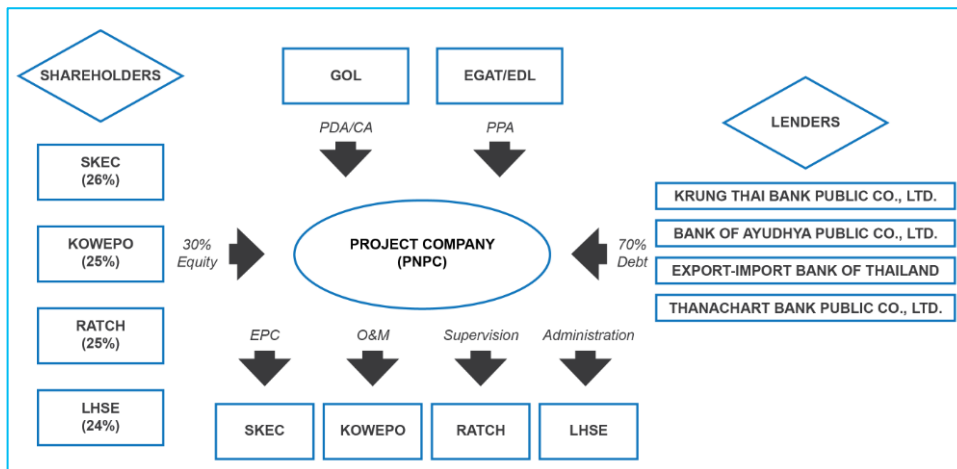 SHAREHOLDERS
SKEC
(26%)
KOWEPO
(25%)
RATCH
(25%)
LHSE
(24%)
30%
Equity
GOL
EGAT/EDL
PDA/CA
PPA
PROJECT COMPANY
(PNPC)
70%
Debt
LENDERS
KRUNG THAI BANK PUBLIC CO., LTD.
BANK OF AYUDHYA PUBLIC CO., LTD.
EXPORT-IMPORT BANK OF THAILAND
THANACHART BANK PUBLIC CO., LTD.
EPC
O&M
Supervision
Administration
SKEC
KOWEPO
RATCH
LHSE